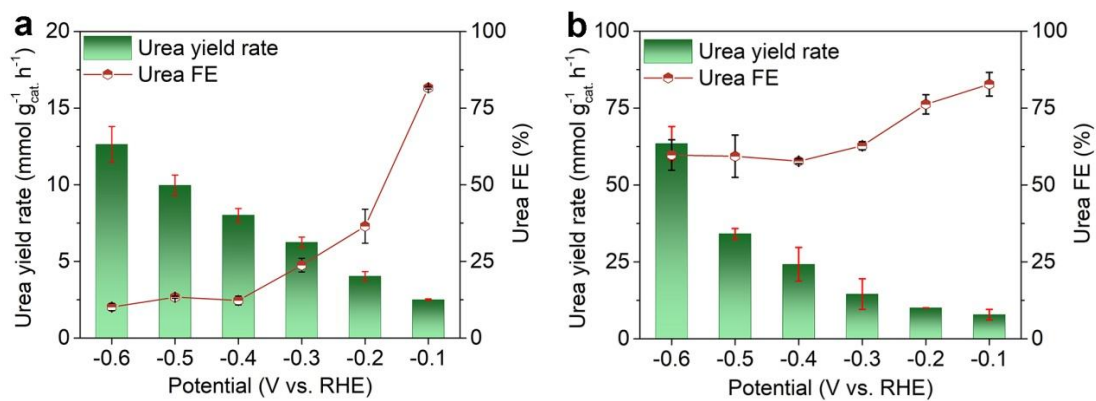 a
20
15
10
5
0
Urea yield rate (mmol g⁻¹cat. h⁻¹)
Urea yield rate
Urea FE
100
75
50
25
0
Urea FE (%)
-0.6 -0.5 -0.4 -0.3 -0.2 -0.1
Potential (V vs. RHE)
b
100
75
50
25
0
Urea yield rate (mmol g⁻¹cat. h⁻¹)
Urea yield rate
Urea FE
100
75
50
25
0
Urea FE (%)
-0.6 -0.5 -0.4 -0.3 -0.2 -0.1
Potential (V vs. RHE)